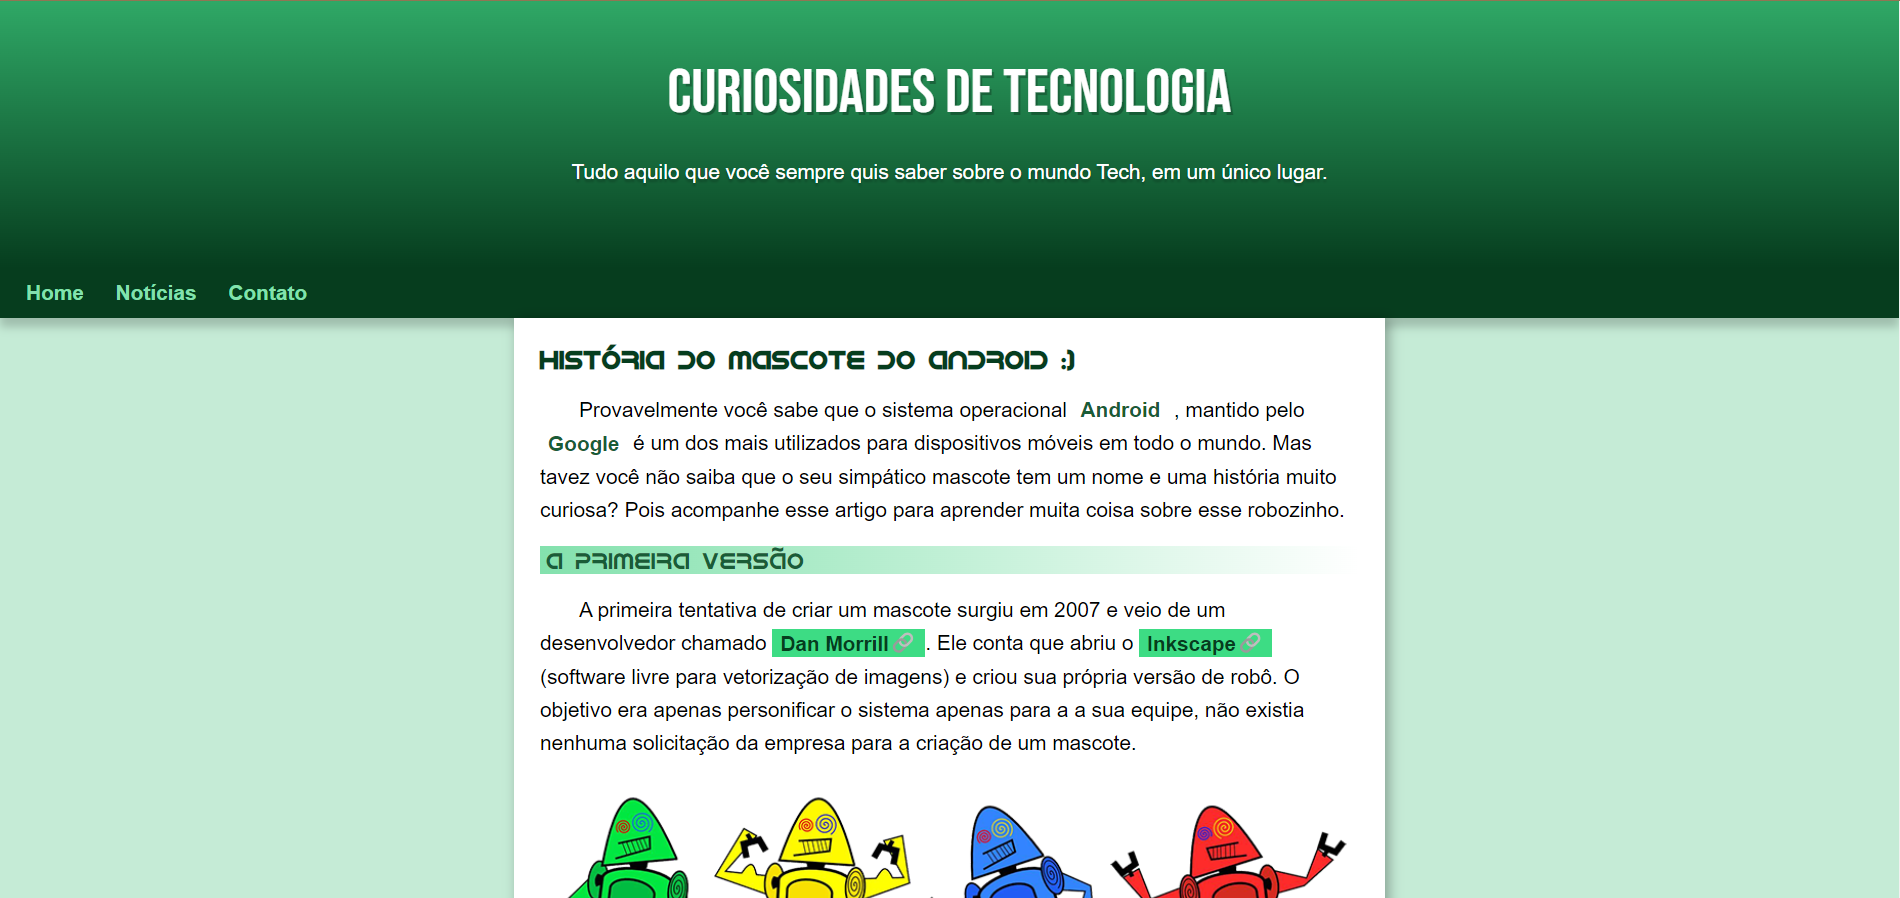 CURIOSIDADES DE TECNOLOGIA
Tudo aquilo que você sempre quis saber sobre o mundo Tech, em um único lugar.
Home Notícias Contato
HISTÓRIA DO MASCOTE DO ANDROID :)
Provavelmente você sabe que o sistema operacional Android , mantido pelo
Google é um dos mais utilizados para dispositivos móveis em todo o mundo. Mas
tavez você não saiba que o seu simpático mascote tem um nome e uma história muito
curiosa? Pois acompanhe esse artigo para aprender muita coisa sobre esse robozinho.
A PRIMEIRA VERSÃO
A primeira tentativa de criar um mascote surgiu em 2007 e veio de um
desenvolvedor chamado Dan Morrill🔗. Ele conta que abriu o Inkscape🔗
(software livre para vetorização de imagens) e criou sua própria versão de robô. O
objetivo era apenas personificar o sistema apenas para a a sua equipe, não existia
nenhuma solicitação da empresa para a criação de um mascote.